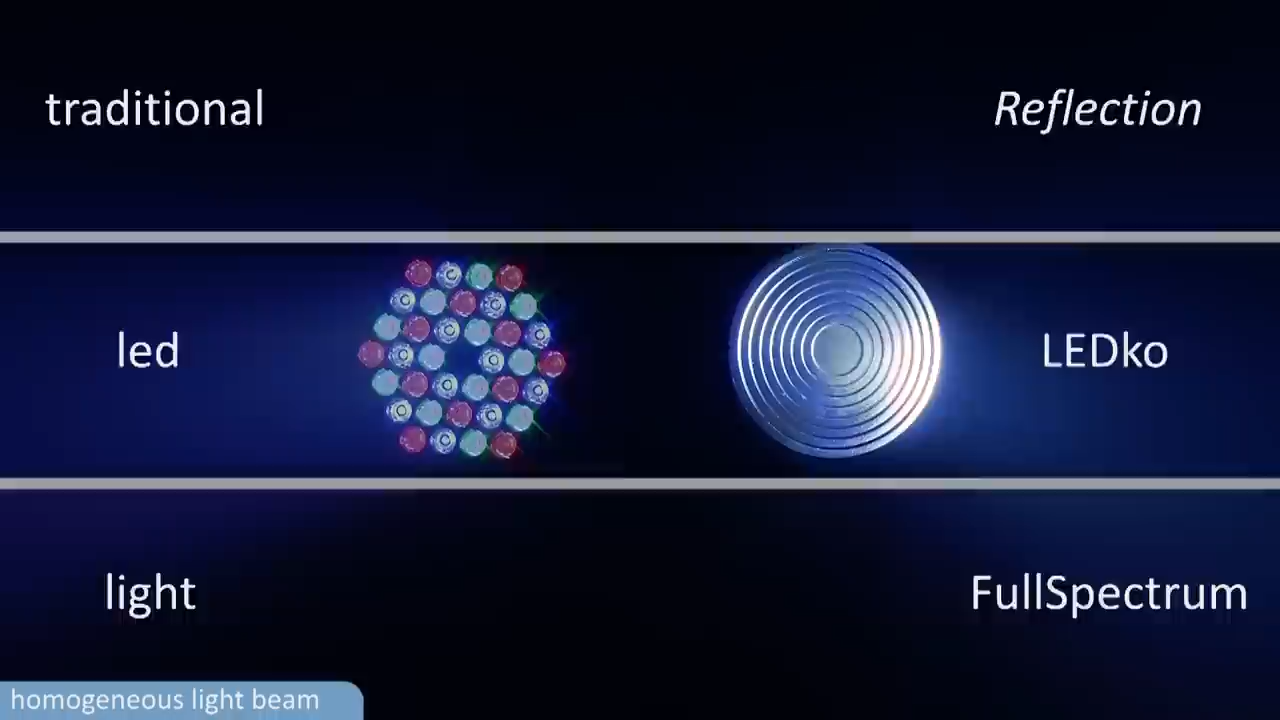 traditional
Reflection
led
LEDko
light
FullSpectrum
homogeneous light beam